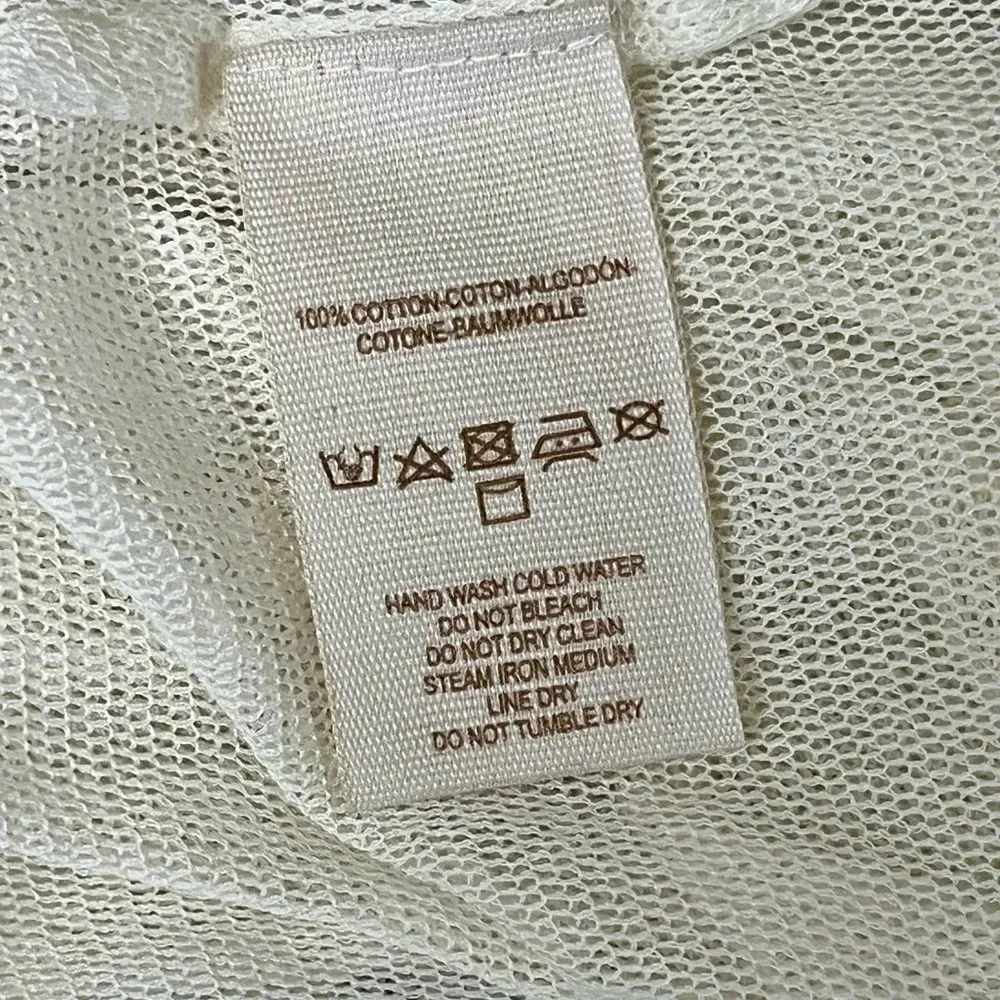 100% COTTON-COTON-ALGODÓN-
COTONE-BAUMWOLLE
HAND WASH COLD WATER
DO NOT BLEACH
DO NOT DRY CLEAN
STEAM IRON MEDIUM
LINE DRY
DO NOT TUMBLE DRY